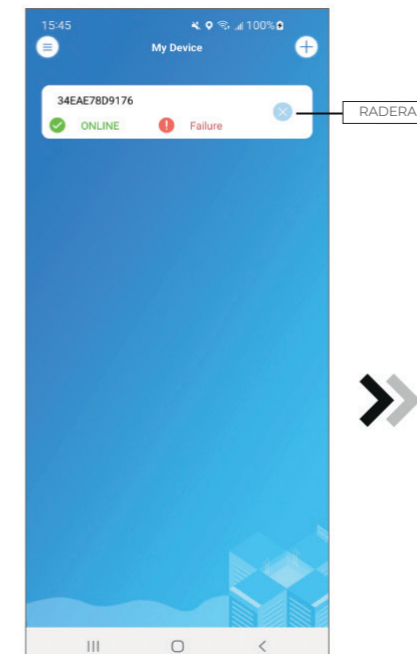 15:45 100%
My Device
34EAE78D9176
ONLINE Failure
RADERA